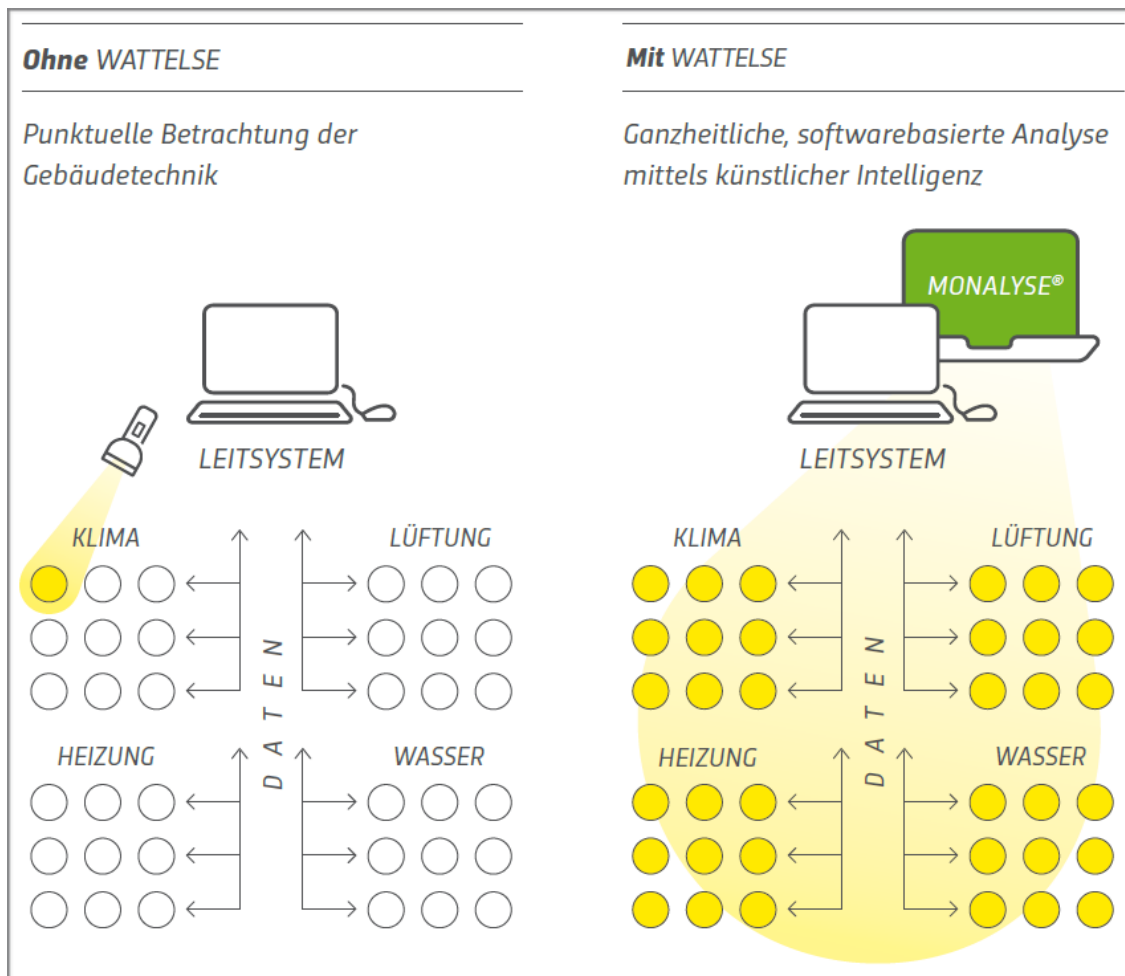 Ohne WATTELSE
Punktuelle Betrachtung der
Gebäudetechnik
LEITSYSTEM
KLIMA
LÜFTUNG
DATEN
HEIZUNG
WASSER
Mit WATTELSE
Ganzheitliche, softwarebasierte Analyse
mittels künstlicher Intelligenz
MONALYSE®
LEITSYSTEM
KLIMA
LÜFTUNG
DATEN
HEIZUNG
WASSER